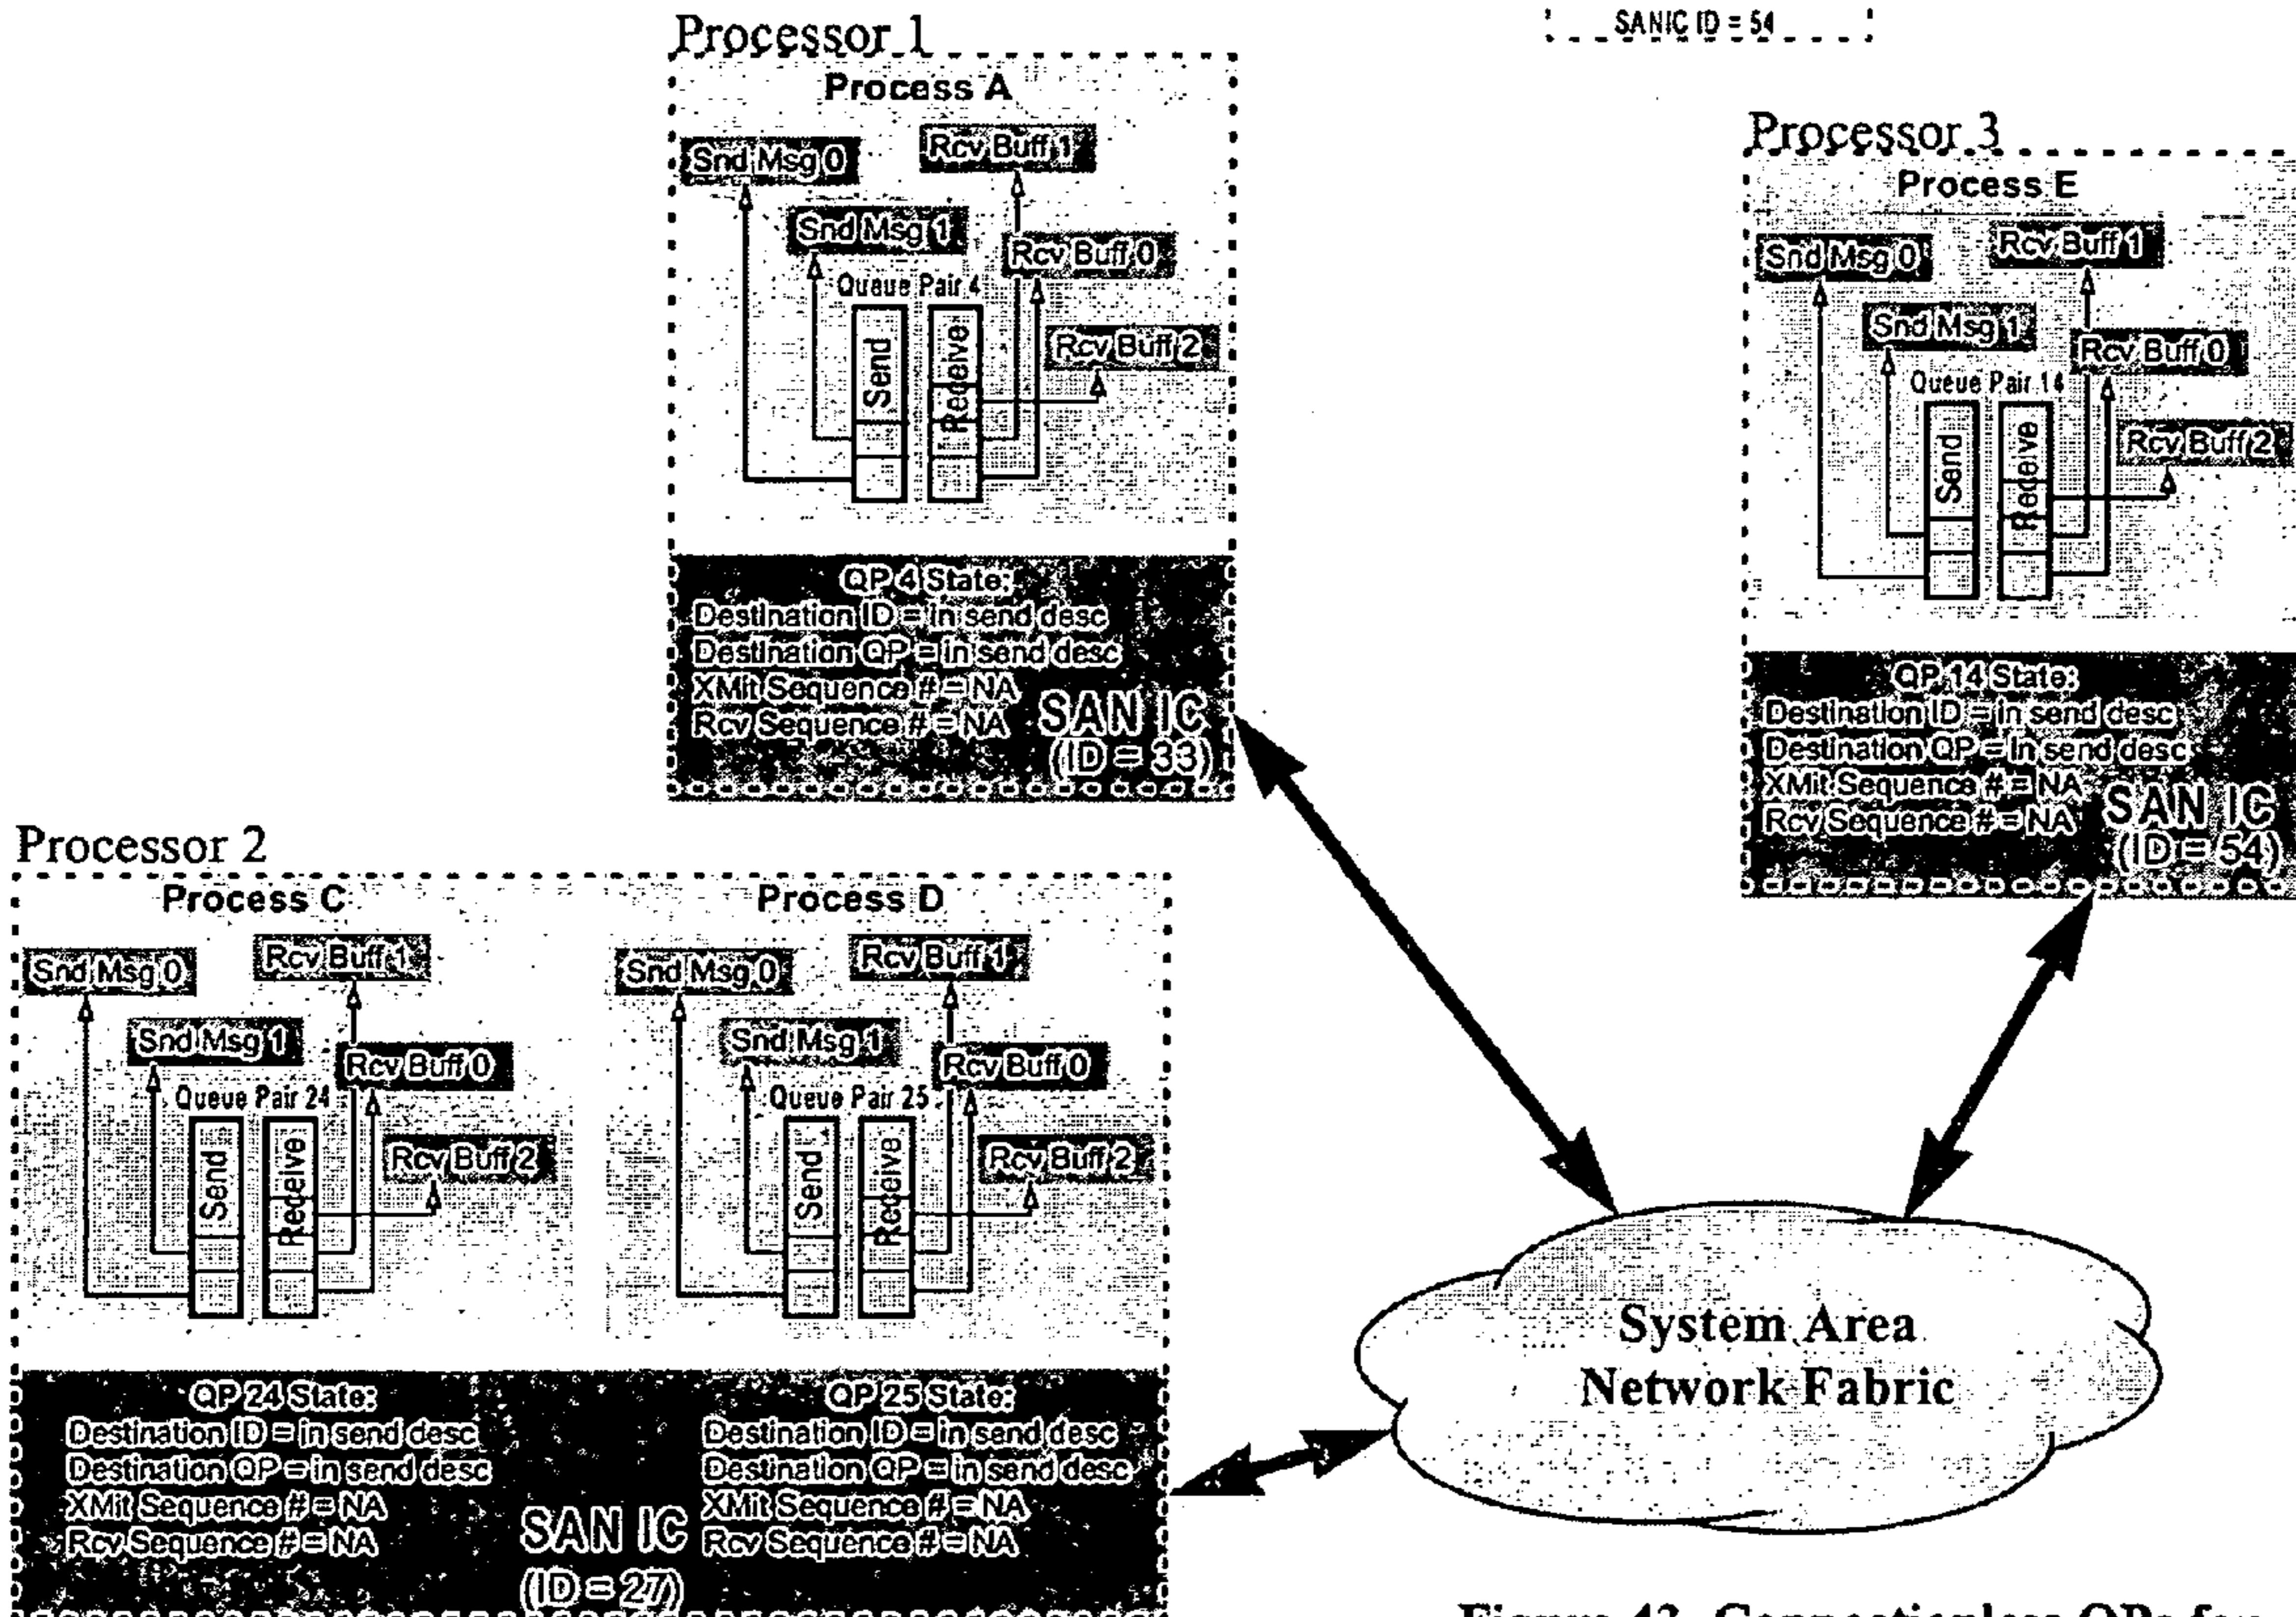 SANIC ID = 54
Processor 1
Process A
Snd Msg 0
Rcv Buff 1
Snd Msg 1
Rcv Buff 0
Queue Pair 4
Rcv Buff 2
Send
Receive
QP 4 State:
Destination ID = in send desc
Destination QP = in send desc
XMit Sequence # = NA
Rcv Sequence # = NA
SAN IC
(ID = 33)
Processor 3
Process E
Snd Msg 0
Rcv Buff 1
Snd Msg 1
Rcv Buff 0
Queue Pair 14
Rcv Buff 2
Send
Receive
QP 14 State:
Destination ID = in send desc
Destination QP = in send desc
XMit Sequence # = NA
Rcv Sequence # = NA
SAN IC
(ID = 54)
Processor 2
Process C
Snd Msg 0
Rcv Buff 1
Snd Msg 1
Rcv Buff 0
Queue Pair 24
Rcv Buff 2
Send
Receive
QP 24 State:
Destination ID = in send desc
Destination QP = in send desc
XMit Sequence # = NA
Rcv Sequence # = NA
Process D
Snd Msg 0
Rcv Buff 1
Snd Msg 1
Rcv Buff 0
Queue Pair 25
Rcv Buff 2
Send
Receive
QP 25 State:
Destination ID = in send desc
Destination QP = in send desc
XMit Sequence # = NA
Rcv Sequence # = NA
SAN IC
(ID = 27)
System Area
Network Fabric
Figure 43 Connectionless QPs for